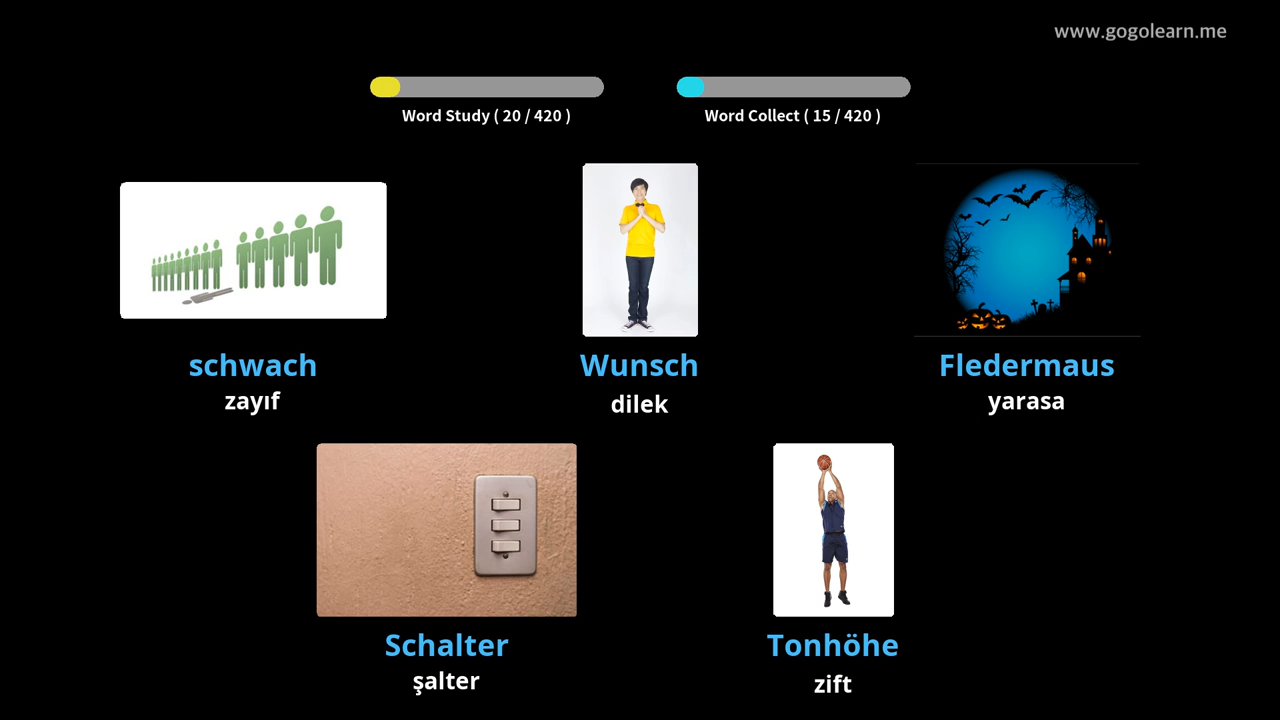 www.gogolearn.me
Word Study ( 20 / 420 )
Word Collect ( 15 / 420 )
schwach
zayıf
Wunsch
dilek
Fledermaus
yarasa
Schalter
şalter
Tonhöhe
zift